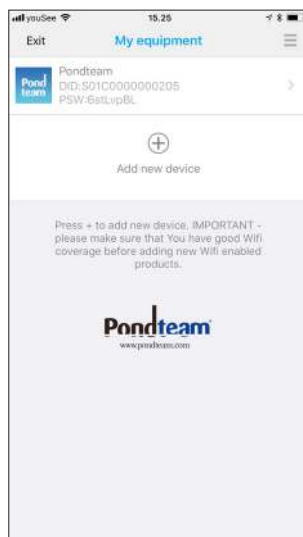 youSee 15.25
Exit My equipment
Pond team
Pondteam
DID:S01C0000000205
PSW:6stLvpBL
Add new device
Press + to add new device. IMPORTANT -
please make sure that You have good Wifi
coverage before adding new Wifi enabled
products.
Pondteam
www.pondteam.com